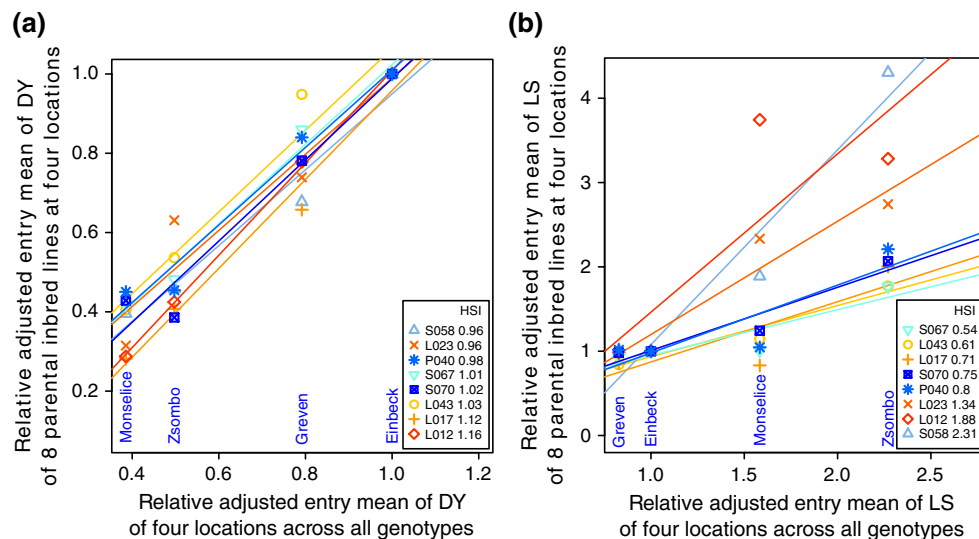 (a)
Relative adjusted entry mean of DY
of 8 parental inbred lines at four locations
1.0
0.8
0.6
0.4
0.2
Monselice
Zsombo
Greven
Einbeck
HSI
S058 0.96
L023 0.96
P040 0.98
S067 1.01
S070 1.02
L043 1.03
L017 1.12
L012 1.16
0.4 0.6 0.8 1.0 1.2
Relative adjusted entry mean of DY
of four locations across all genotypes
(b)
Relative adjusted entry mean of LS
of 8 parental inbred lines at four locations
4
3
2
1
0
Greven
Einbeck
Monselice
Zsombo
HSI
S067 0.54
L043 0.61
L017 0.71
S070 0.75
P040 0.8
L023 1.34
L012 1.88
S058 2.31
1.0 1.5 2.0 2.5
Relative adjusted entry mean of LS
of four locations across all genotypes